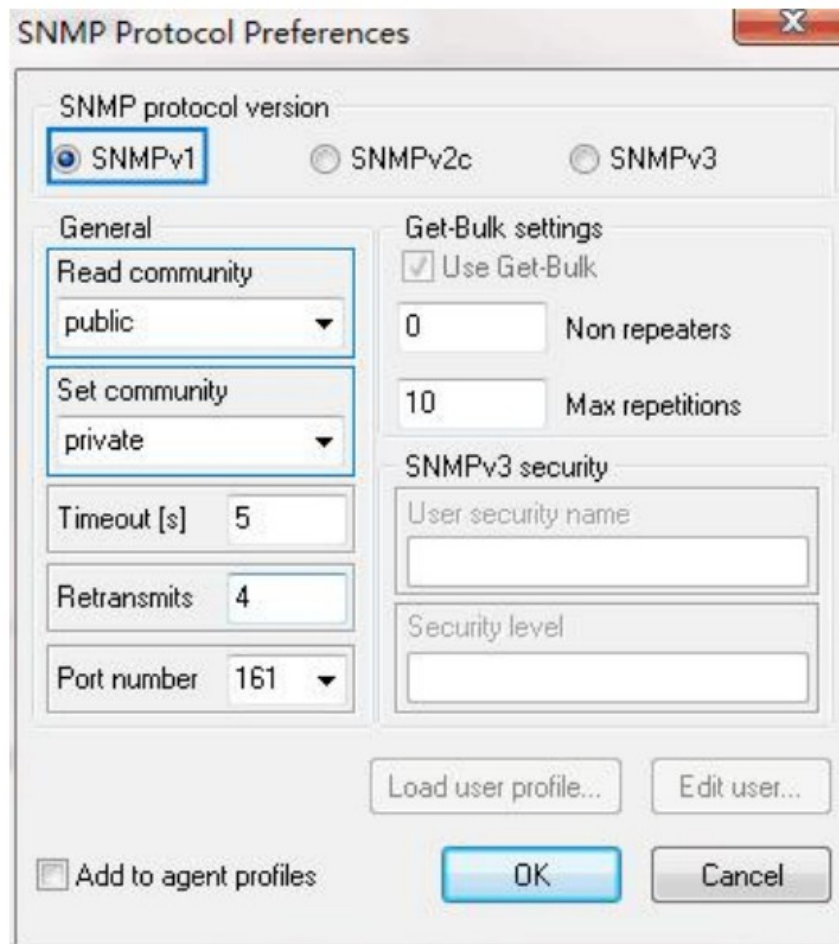 SNMP Protocol Preferences
SNMP protocol version
SNMPv1
SNMPv2c
SNMPv3
General
Read community
public
Set community
private
Timeout [s] 5
Retransmits 4
Port number 161
Get-Bulk settings
Use Get-Bulk
0 Non repeaters
10 Max repetitions
SNMPv3 security
User security name
Security level
Load user profile...
Edit user...
Add to agent profiles
OK
Cancel